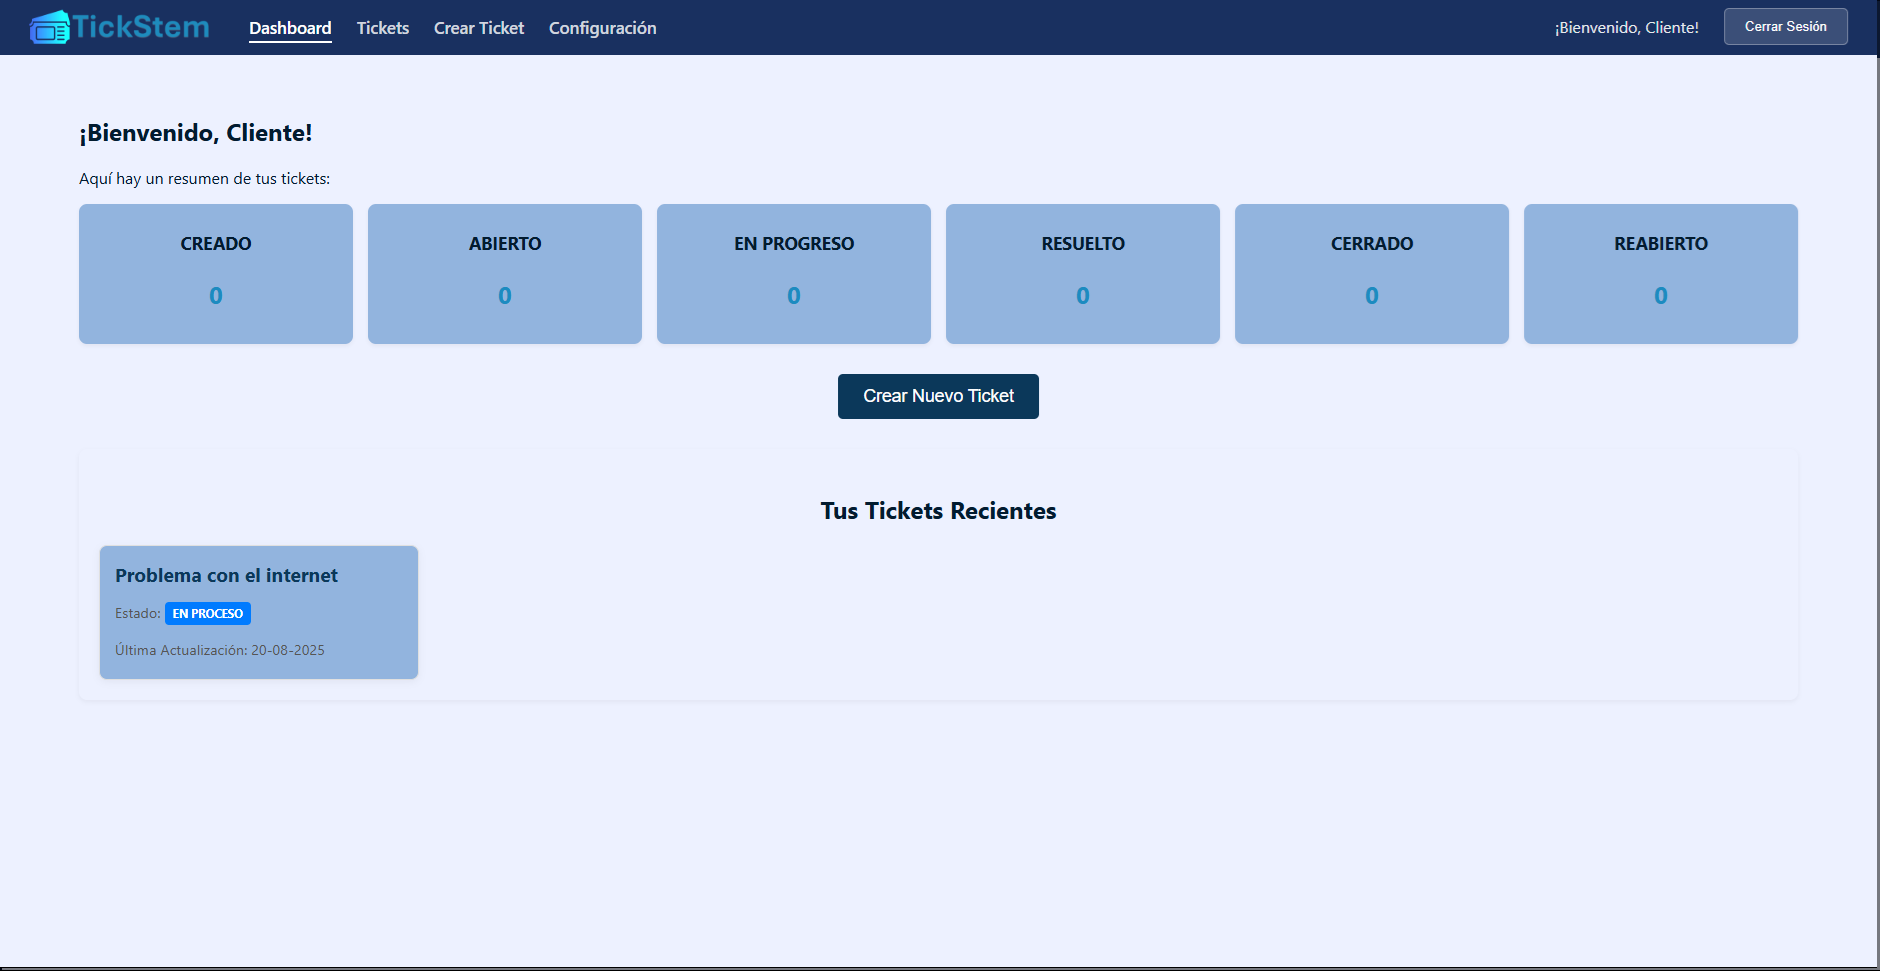 TickStem Dashboard Tickets Crear Ticket Configuración ¡Bienvenido, Cliente! Cerrar Sesión
¡Bienvenido, Cliente!
Aquí hay un resumen de tus tickets:
CREADO ABIERTO EN PROGRESO RESUELTO CERRADO REABIERTO
0 0 0 0 0 0
Crear Nuevo Ticket
Tus Tickets Recientes
Problema con el internet
Estado: EN PROCESO
Última Actualización: 20-08-2025